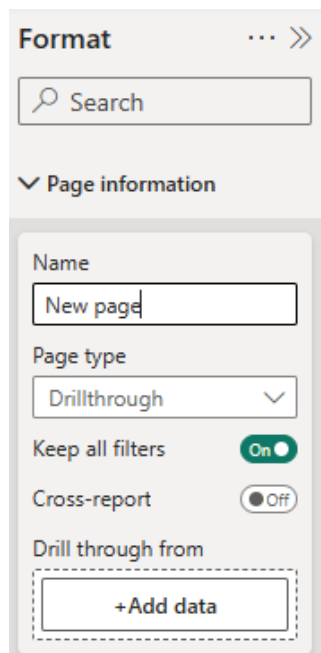 Format
Search
Page information
Name
New page
Page type
Drillthrough
Keep all filters
On
Cross-report
Off
Drill through from
+Add data